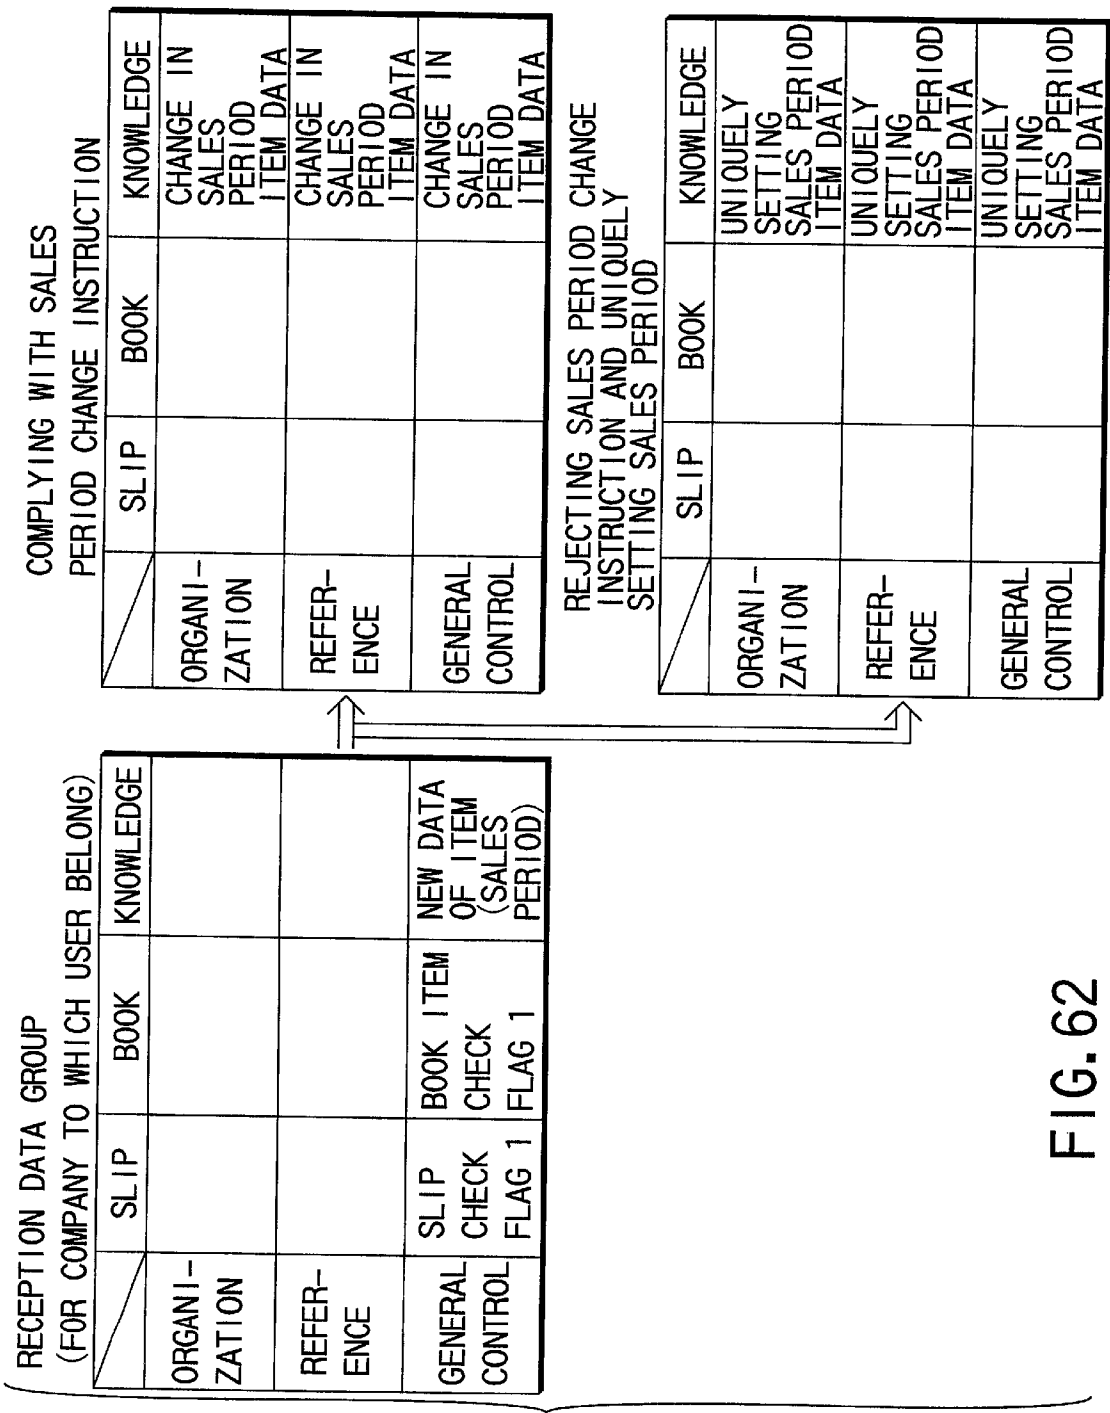 RECEPTION DATA GROUP
(FOR COMPANY TO WHICH USER BELONG)
SLIP
BOOK
KNOWLEDGE
ORGANI-
ZATION
REFER-
ENCE
GENERAL
CONTROL
SLIP
CHECK
FLAG 1
BOOK ITEM
CHECK
FLAG 1
NEW DATA
OF ITEM
(SALES
PERIOD)
COMPLYING WITH SALES
PERIOD CHANGE INSTRUCTION
SLIP
BOOK
KNOWLEDGE
ORGANI-
ZATION
CHANGE IN
SALES
PERIOD
ITEM DATA
REFER-
ENCE
CHANGE IN
SALES
PERIOD
ITEM DATA
GENERAL
CONTROL
CHANGE IN
SALES
PERIOD
ITEM DATA
REJECTING SALES PERIOD CHANGE
INSTRUCTION AND UNIQUELY
SETTING SALES PERIOD
SLIP
BOOK
KNOWLEDGE
ORGANI-
ZATION
UNIQUELY
SETTING
SALES PERIOD
ITEM DATA
REFER-
ENCE
UNIQUELY
SETTING
SALES PERIOD
ITEM DATA
GENERAL
CONTROL
UNIQUELY
SETTING
SALES PERIOD
ITEM DATA
FIG. 62